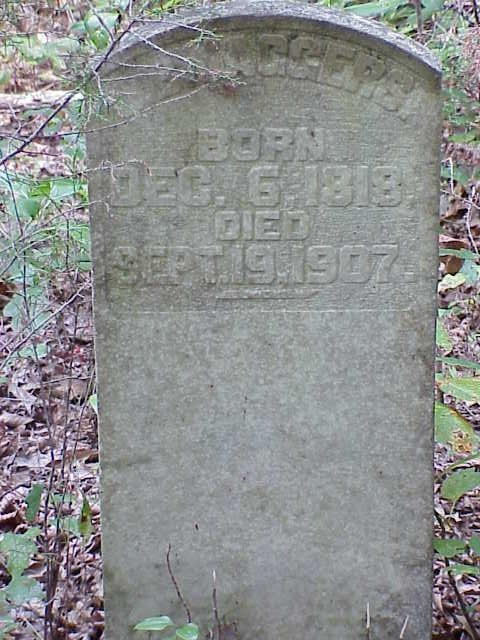 BORN
DEC. 6, 1818,
DIED
SEPT. 19, 1907.